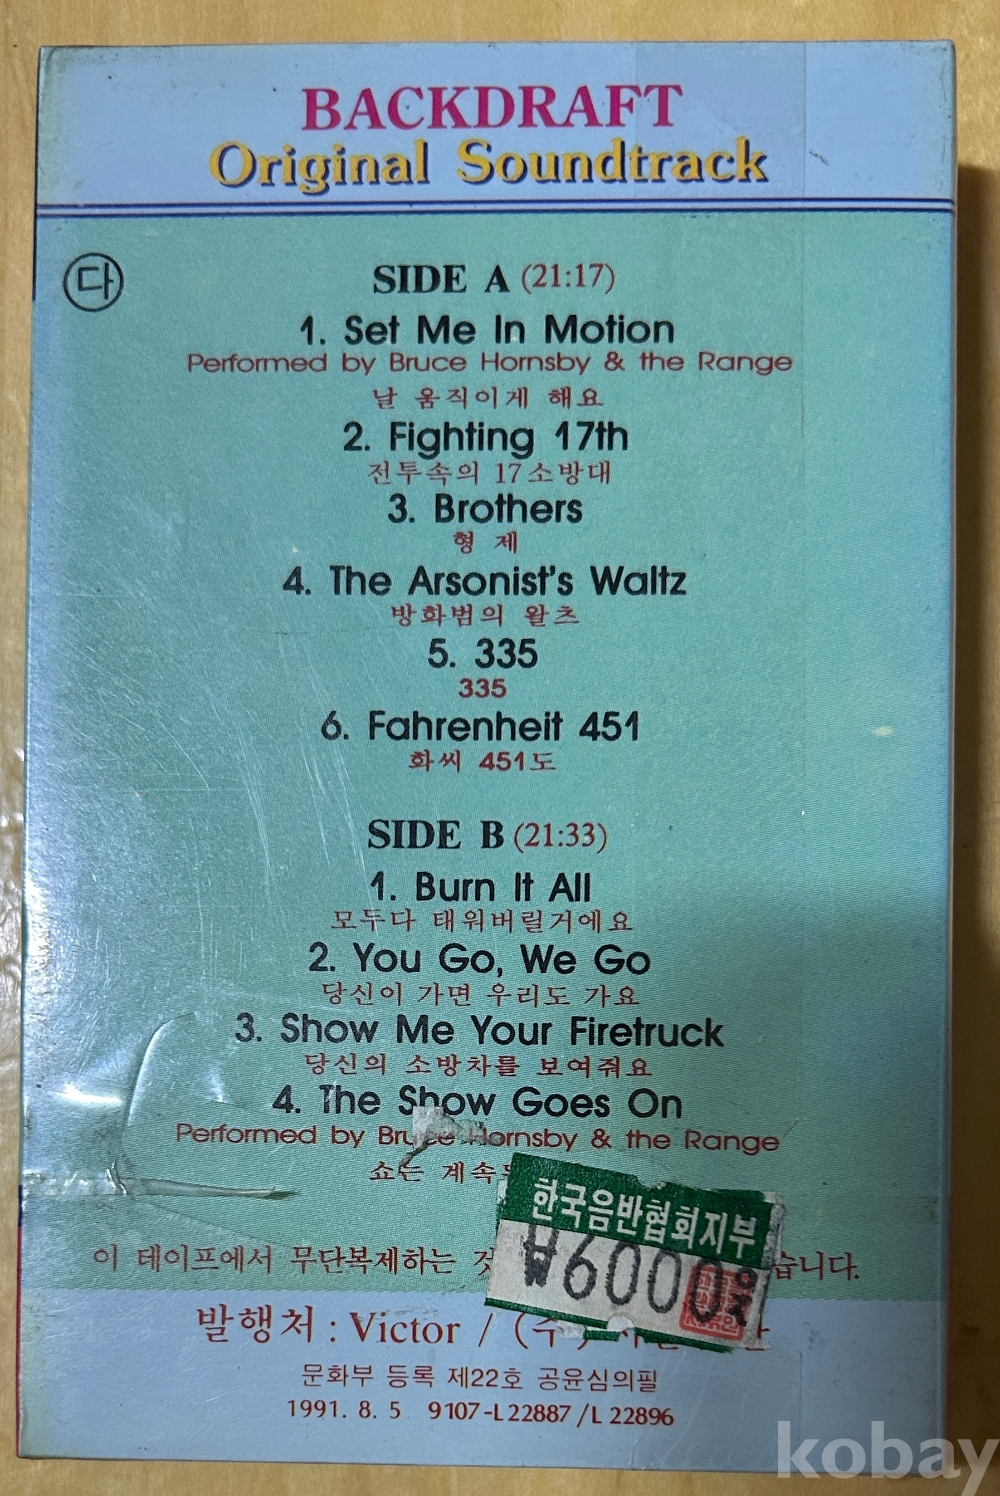 BACKDRAFT
Original Soundtrack
다
SIDE A (21:17)
1. Set Me In Motion
Performed by Bruce Hornsby & the Range
날 움직이게 해요
2. Fighting 17th
전투속의 17소방대
3. Brothers
형 제
4. The Arsonist's Waltz
방화범의 왈츠
5. 335
335
6. Fahrenheit 451
화씨 451도
SIDE B (21:33)
1. Burn It All
모두다 태워버릴거에요
2. You Go, We Go
당신이 가면 우리도 가요
3. Show Me Your Firetruck
당신의 소방차를 보여줘요
4. The Show Goes On
Performed by Bruce Hornsby & the Range
쇼는 계속
한국음반협회지부
₩6000원
이 테이프에서 무단복제하는
발행처 : Victor / (주)
문화부 등록 제22호 공윤심의필
1991. 8. 5 9107-L22887/L22896
kobay